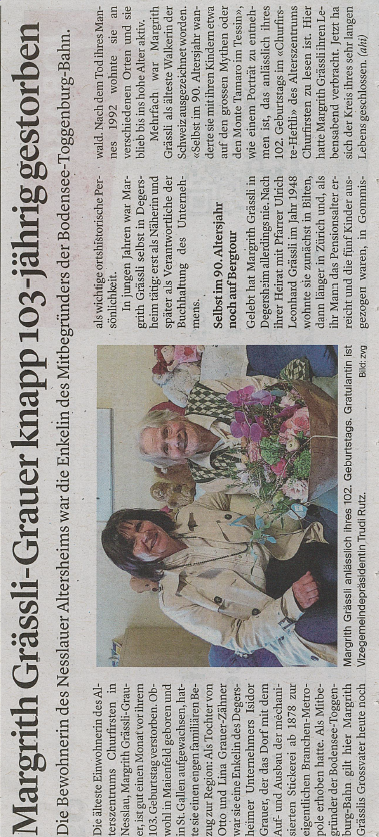 Margrith Grässli-Grauer knapp 103-jährig gestorben
Die Bewohnerin des Nesslauer Altersheims war die Enkelin des Mitbegründers der Bodensee-Toggenburg-Bahn.
Die älteste Einwohnerin des Al-
terszentrums Churfirsten in
Nesslau, Margrith Grässli-Grau-
er, ist gut einen Monat vor ihrem
103. Geburtstag verstorben. Ob-
wohl in Maienfeld geboren und
in St. Gallen aufgewachsen, hat-
te sie einen engen familiären Be-
zug zur Region: Als Tochter von
Otto und Lina Grauer-Zähner
war sie eine Enkelin des Degers-
heimer Unternehmers Isidor
Grauer, der das Dorf mit dem
Auf- und Ausbau der mechani-
sierten Stickerei ab 1878 zur
eigentlichen Branchen-Metro-
pole erhoben hatte. Als Mitbe-
gründer der Bodensee-Toggen-
burg-Bahn gilt hier Margrith
Grässlis Grossvater heute noch
Margrith Grässli anlässlich ihres 102. Geburtstags. Gratulantin ist
Vizegemeindepräsidentin Trudi Rutz.
Bild: zvg
als wichtige ortshistorische Per-
sönlichkeit.
In jungen Jahren war Mar-
grith Grässli selbst in Degers-
heim tätig: erst als Näherin und
später als Verantwortliche der
Buchhaltung des Unterneh-
mens.
Selbst im 90. Altersjahr
noch auf Bergtour
Gelebt hat Margrith Grässli in
Degersheim allerdings nie. Nach
ihrer Heirat mit Pfarrer Ulrich
Leonhard Grässli im Jahr 1948
wohnte sie zunächst in Bilten,
dann länger in Zürich und, als
ihr Mann das Pensionsalter er-
reicht und die fünf Kinder aus-
gezogen waren, in Gommis-
wald. Nach dem Tod ihres Man-
nes 1992 wohnte sie an
verschiedenen Orten und sie
blieb bis ins hohe Alter aktiv.
Mehrfach war Margrith
Grässli als älteste Walkerin der
Schweiz ausgezeichnet worden.
«Selbst im 90. Altersjahr wan-
derte sie mit ihren Kindern etwa
auf den grossen Mythen oder
den Monte Tamaro im Tessin»,
wie einem Porträt zu entneh-
men ist, das anlässlich ihres
102. Geburtstags im «Churfirs-
te-Heftli» des Alterszentrums
Churfirsten zu lesen ist. Hier
hatte Margrith Grässli ihren Le-
bensabend verbracht. Jetzt ha
sich der Kreis ihres sehr langen
Lebens geschlossen. (ahi)